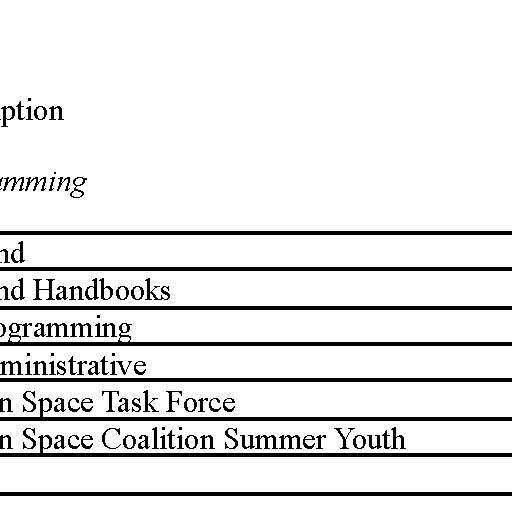 ption
amming
nd
nd Handbooks
ogramming
ministrative
n Space Task Force
n Space Coalition Summer Youth